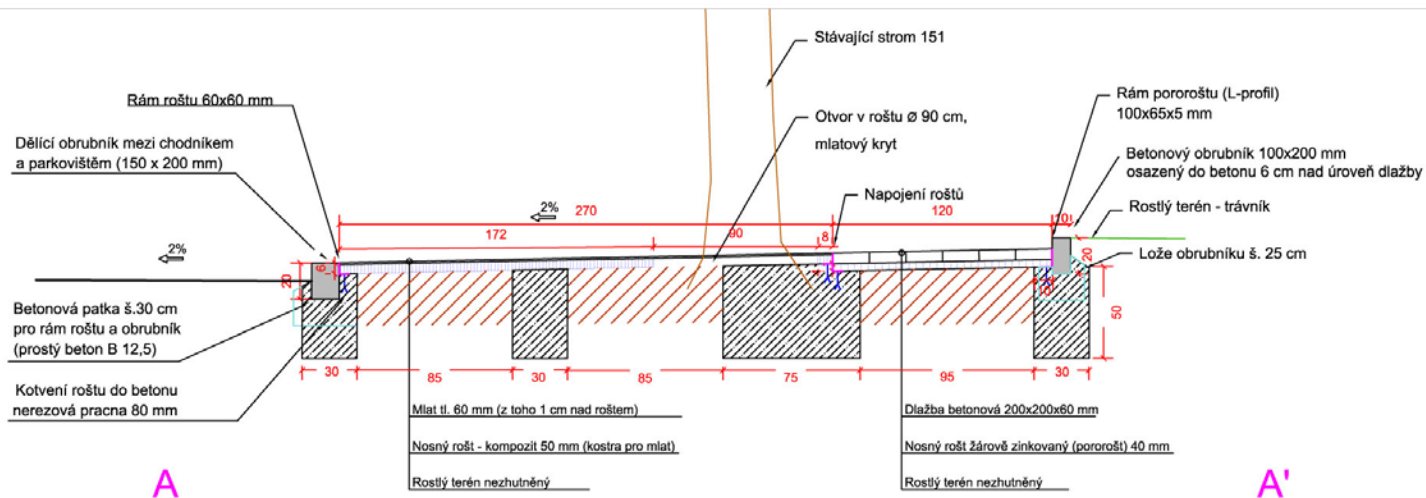 Stávající strom 151
Rám roštu 60x60 mm
Dělící obrubník mezi chodníkem
a parkovištěm (150 x 200 mm)
Otvor v roštu Ø 90 cm,
mlatový kryt
Rám pororoštu (L-profil)
100x65x5 mm
Betonový obrubník 100x200 mm
osazený do betonu 6 cm nad úroveň dlažby
Napojení roštů
Rostlý terén - trávník
Lože obrubníku š. 25 cm
2%
270
120
10
172
90
8
2%
20
6
4
20
50
Betonová patka š.30 cm
pro rám roštu a obrubník
(prostý beton B 12,5)
Kotvení roštu do betonu
nerezová pracna 80 mm
30
85
30
85
75
95
30
Mlat tl. 60 mm (z toho 1 cm nad roštem)
Nosný rošt - kompozit 50 mm (kostra pro mlat)
Rostlý terén nezhutněný
Dlažba betonová 200x200x60 mm
Nosný rošt žárově zinkovaný (pororošt) 40 mm
Rostlý terén nezhutněný
A
A'